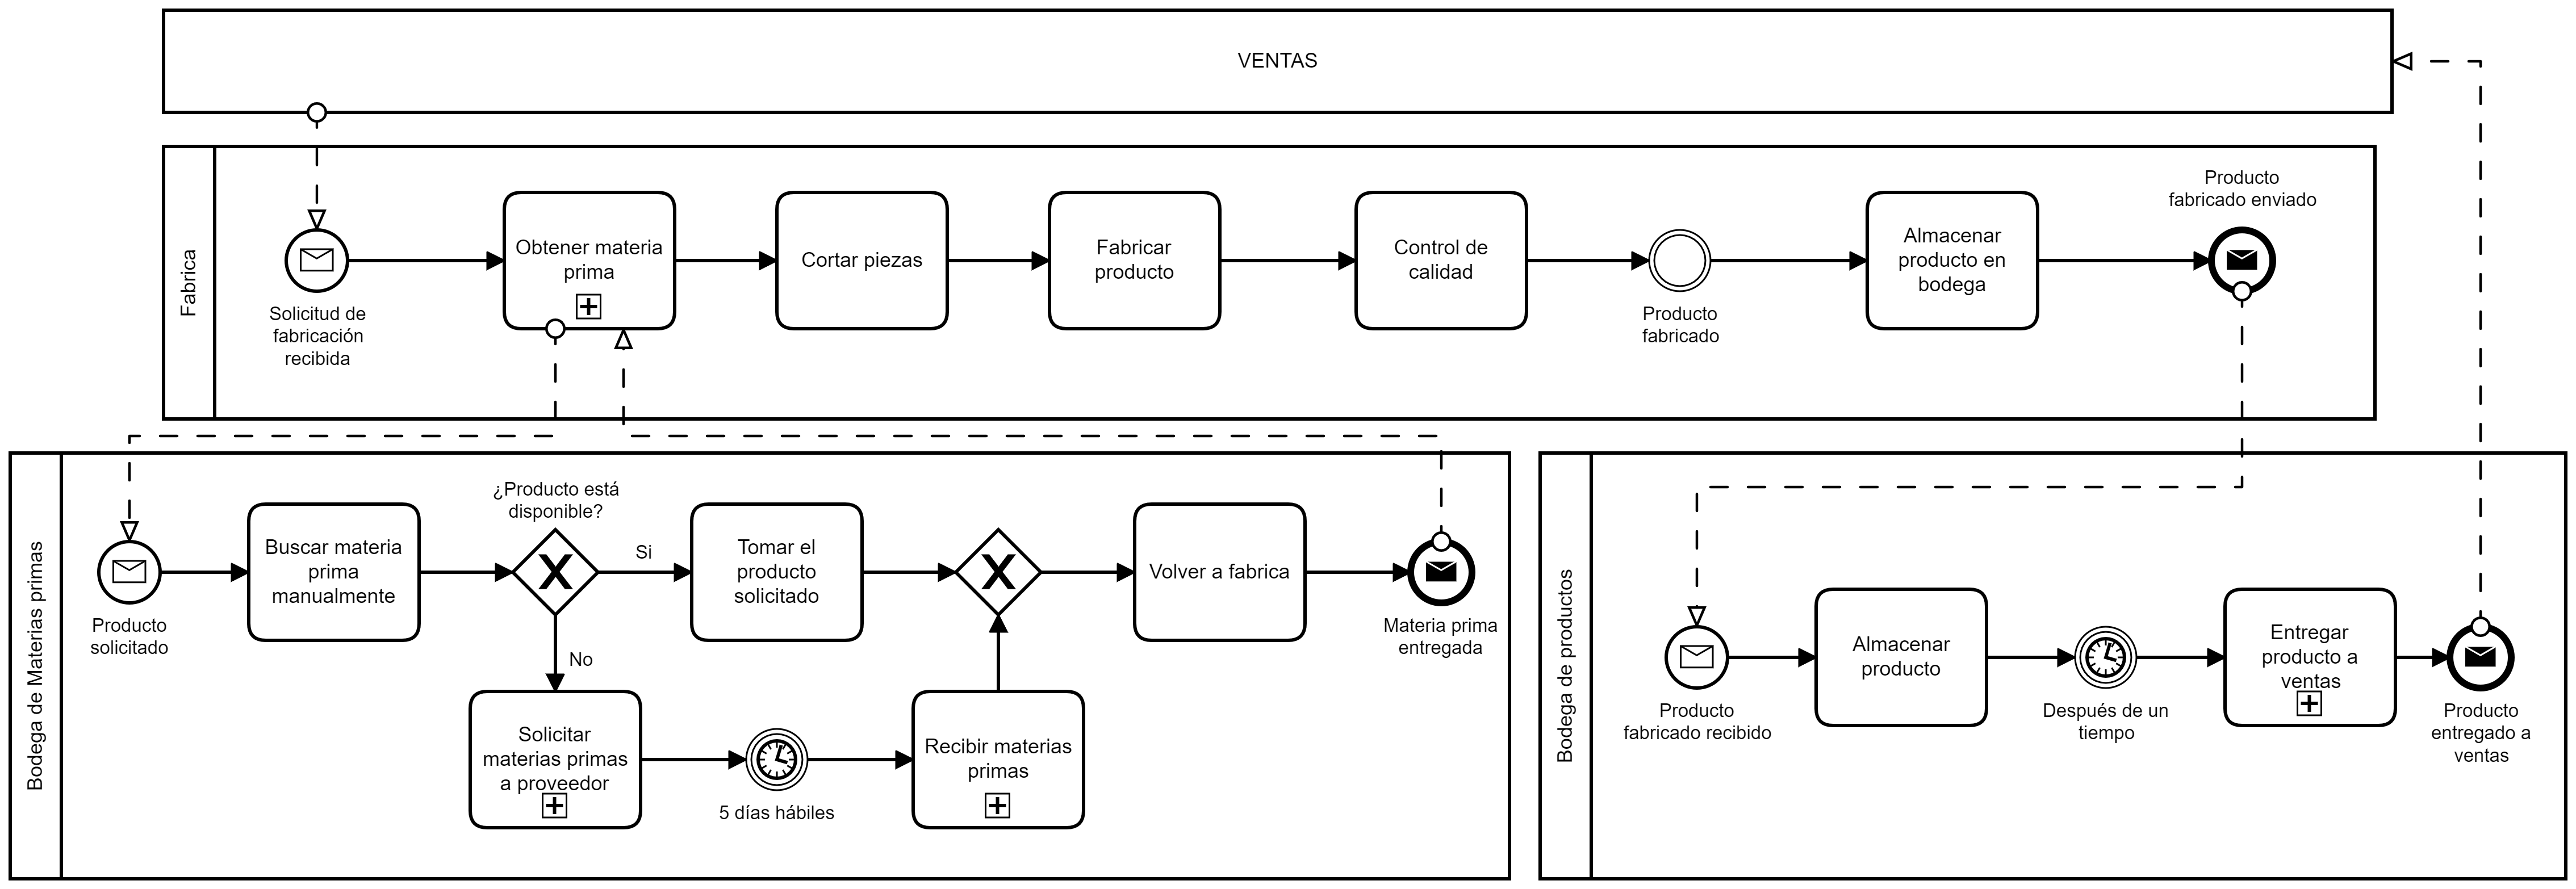 VENTAS
Fabrica
Solicitud de
fabricación
recibida
Obtener materia
prima
Cortar piezas
Fabricar
producto
Control de
calidad
Producto
fabricado
Almacenar
producto en
bodega
Producto
fabricado enviado
Bodega de Materias primas
Producto
solicitado
Buscar materia
prima
manualmente
¿Producto está
disponible?
Si
No
Tomar el
producto
solicitado
Solicitar
materias primas
a proveedor
5 días hábiles
Recibir materias
primas
Volver a fabrica
Materia prima
entregada
Bodega de productos
Producto
fabricado recibido
Almacenar
producto
Después de un
tiempo
Entregar
producto a
ventas
Producto
entregado a
ventas